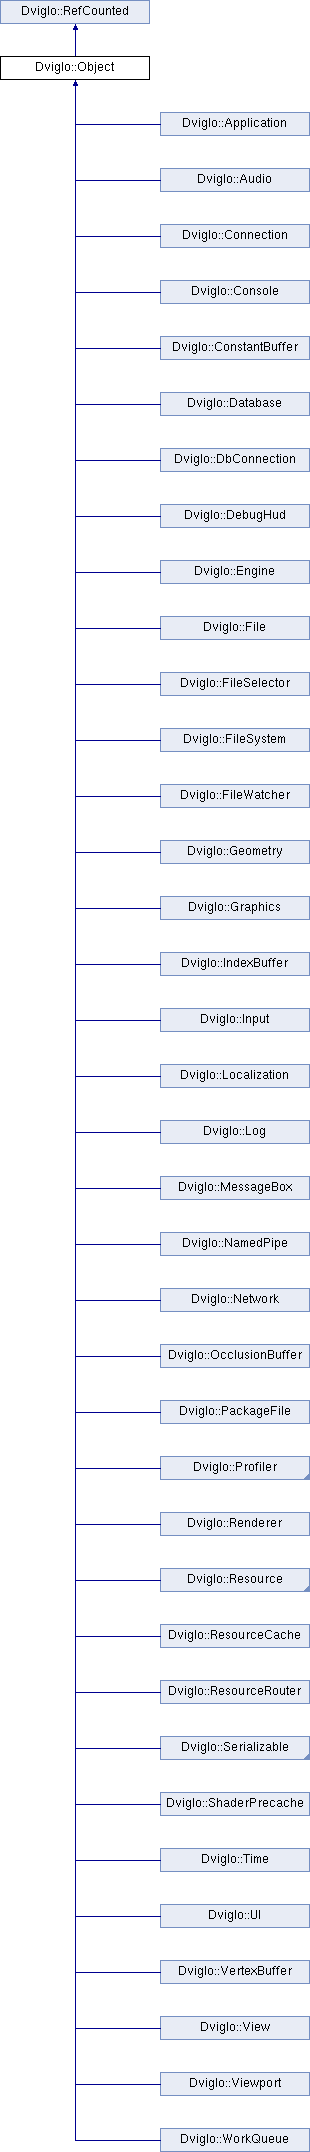 Dviglo::RefCounted
Dviglo::Object
Dviglo::Application
Dviglo::Audio
Dviglo::Connection
Dviglo::Console
Dviglo::ConstantBuffer
Dviglo::Database
Dviglo::DbConnection
Dviglo::DebugHud
Dviglo::Engine
Dviglo::File
Dviglo::FileSelector
Dviglo::FileSystem
Dviglo::FileWatcher
Dviglo::Geometry
Dviglo::Graphics
Dviglo::IndexBuffer
Dviglo::Input
Dviglo::Localization
Dviglo::Log
Dviglo::MessageBox
Dviglo::NamedPipe
Dviglo::Network
Dviglo::OcclusionBuffer
Dviglo::PackageFile
Dviglo::Profiler
Dviglo::Renderer
Dviglo::Resource
Dviglo::ResourceCache
Dviglo::ResourceRouter
Dviglo::Serializable
Dviglo::ShaderPrecache
Dviglo::Time
Dviglo::UI
Dviglo::VertexBuffer
Dviglo::View
Dviglo::Viewport
Dviglo::WorkQueue